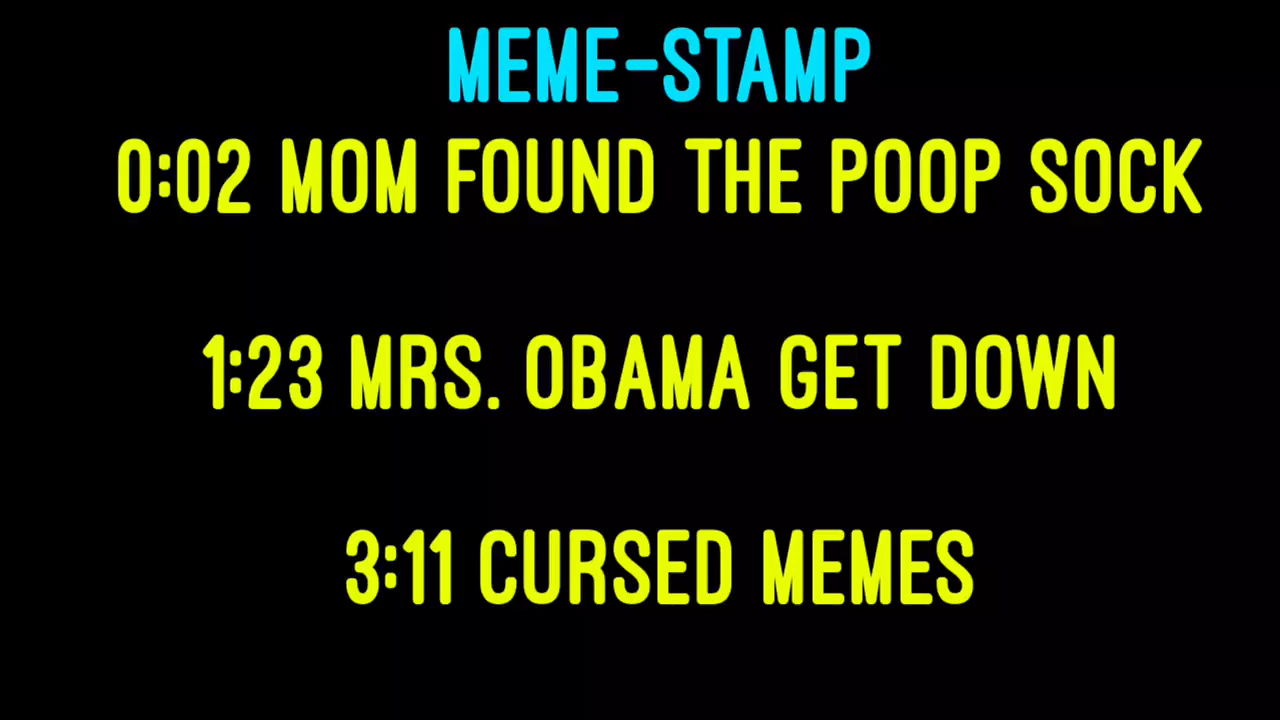 MEME-STAMP
0:02 MOM FOUND THE POOP SOCK
1:23 MRS. OBAMA GET DOWN
3:11 CURSED MEMES